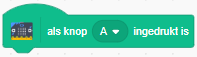 als knop A ingedrukt is